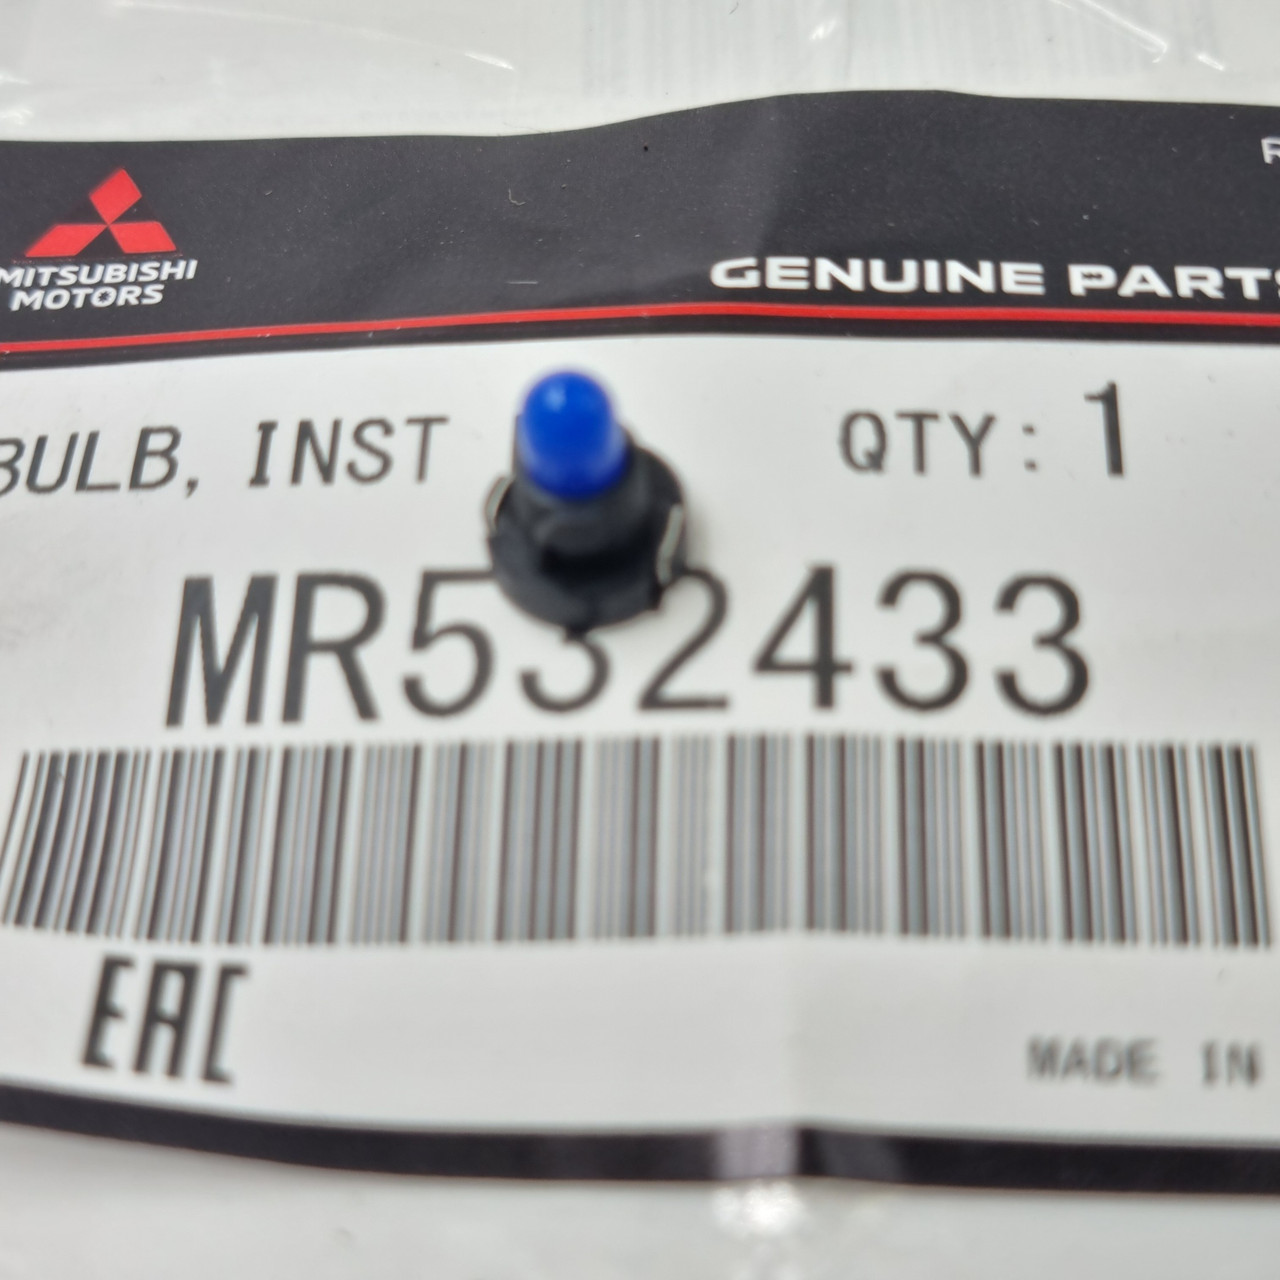 MITSUBISHI
MOTORS
GENUINE PARTS
BULB, INST
QTY: 1
MR532433
EAC
MADE IN